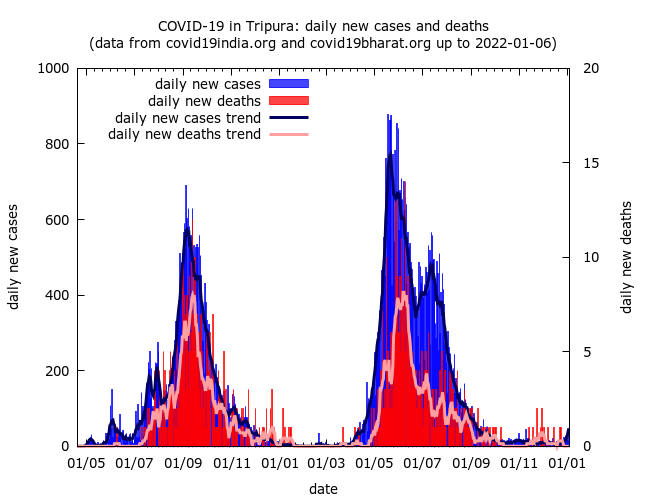 COVID-19 in Tripura: daily new cases and deaths
(data from covid19india.org and covid19bharat.org up to 2022-01-06)
daily new cases
daily new deaths
daily new cases trend
daily new deaths trend
1000
800
600
400
200
0
20
15
10
5
0
daily new cases
daily new deaths
01/05 01/07 01/09 01/11 01/01 01/03 01/05 01/07 01/09 01/11 01/01
date